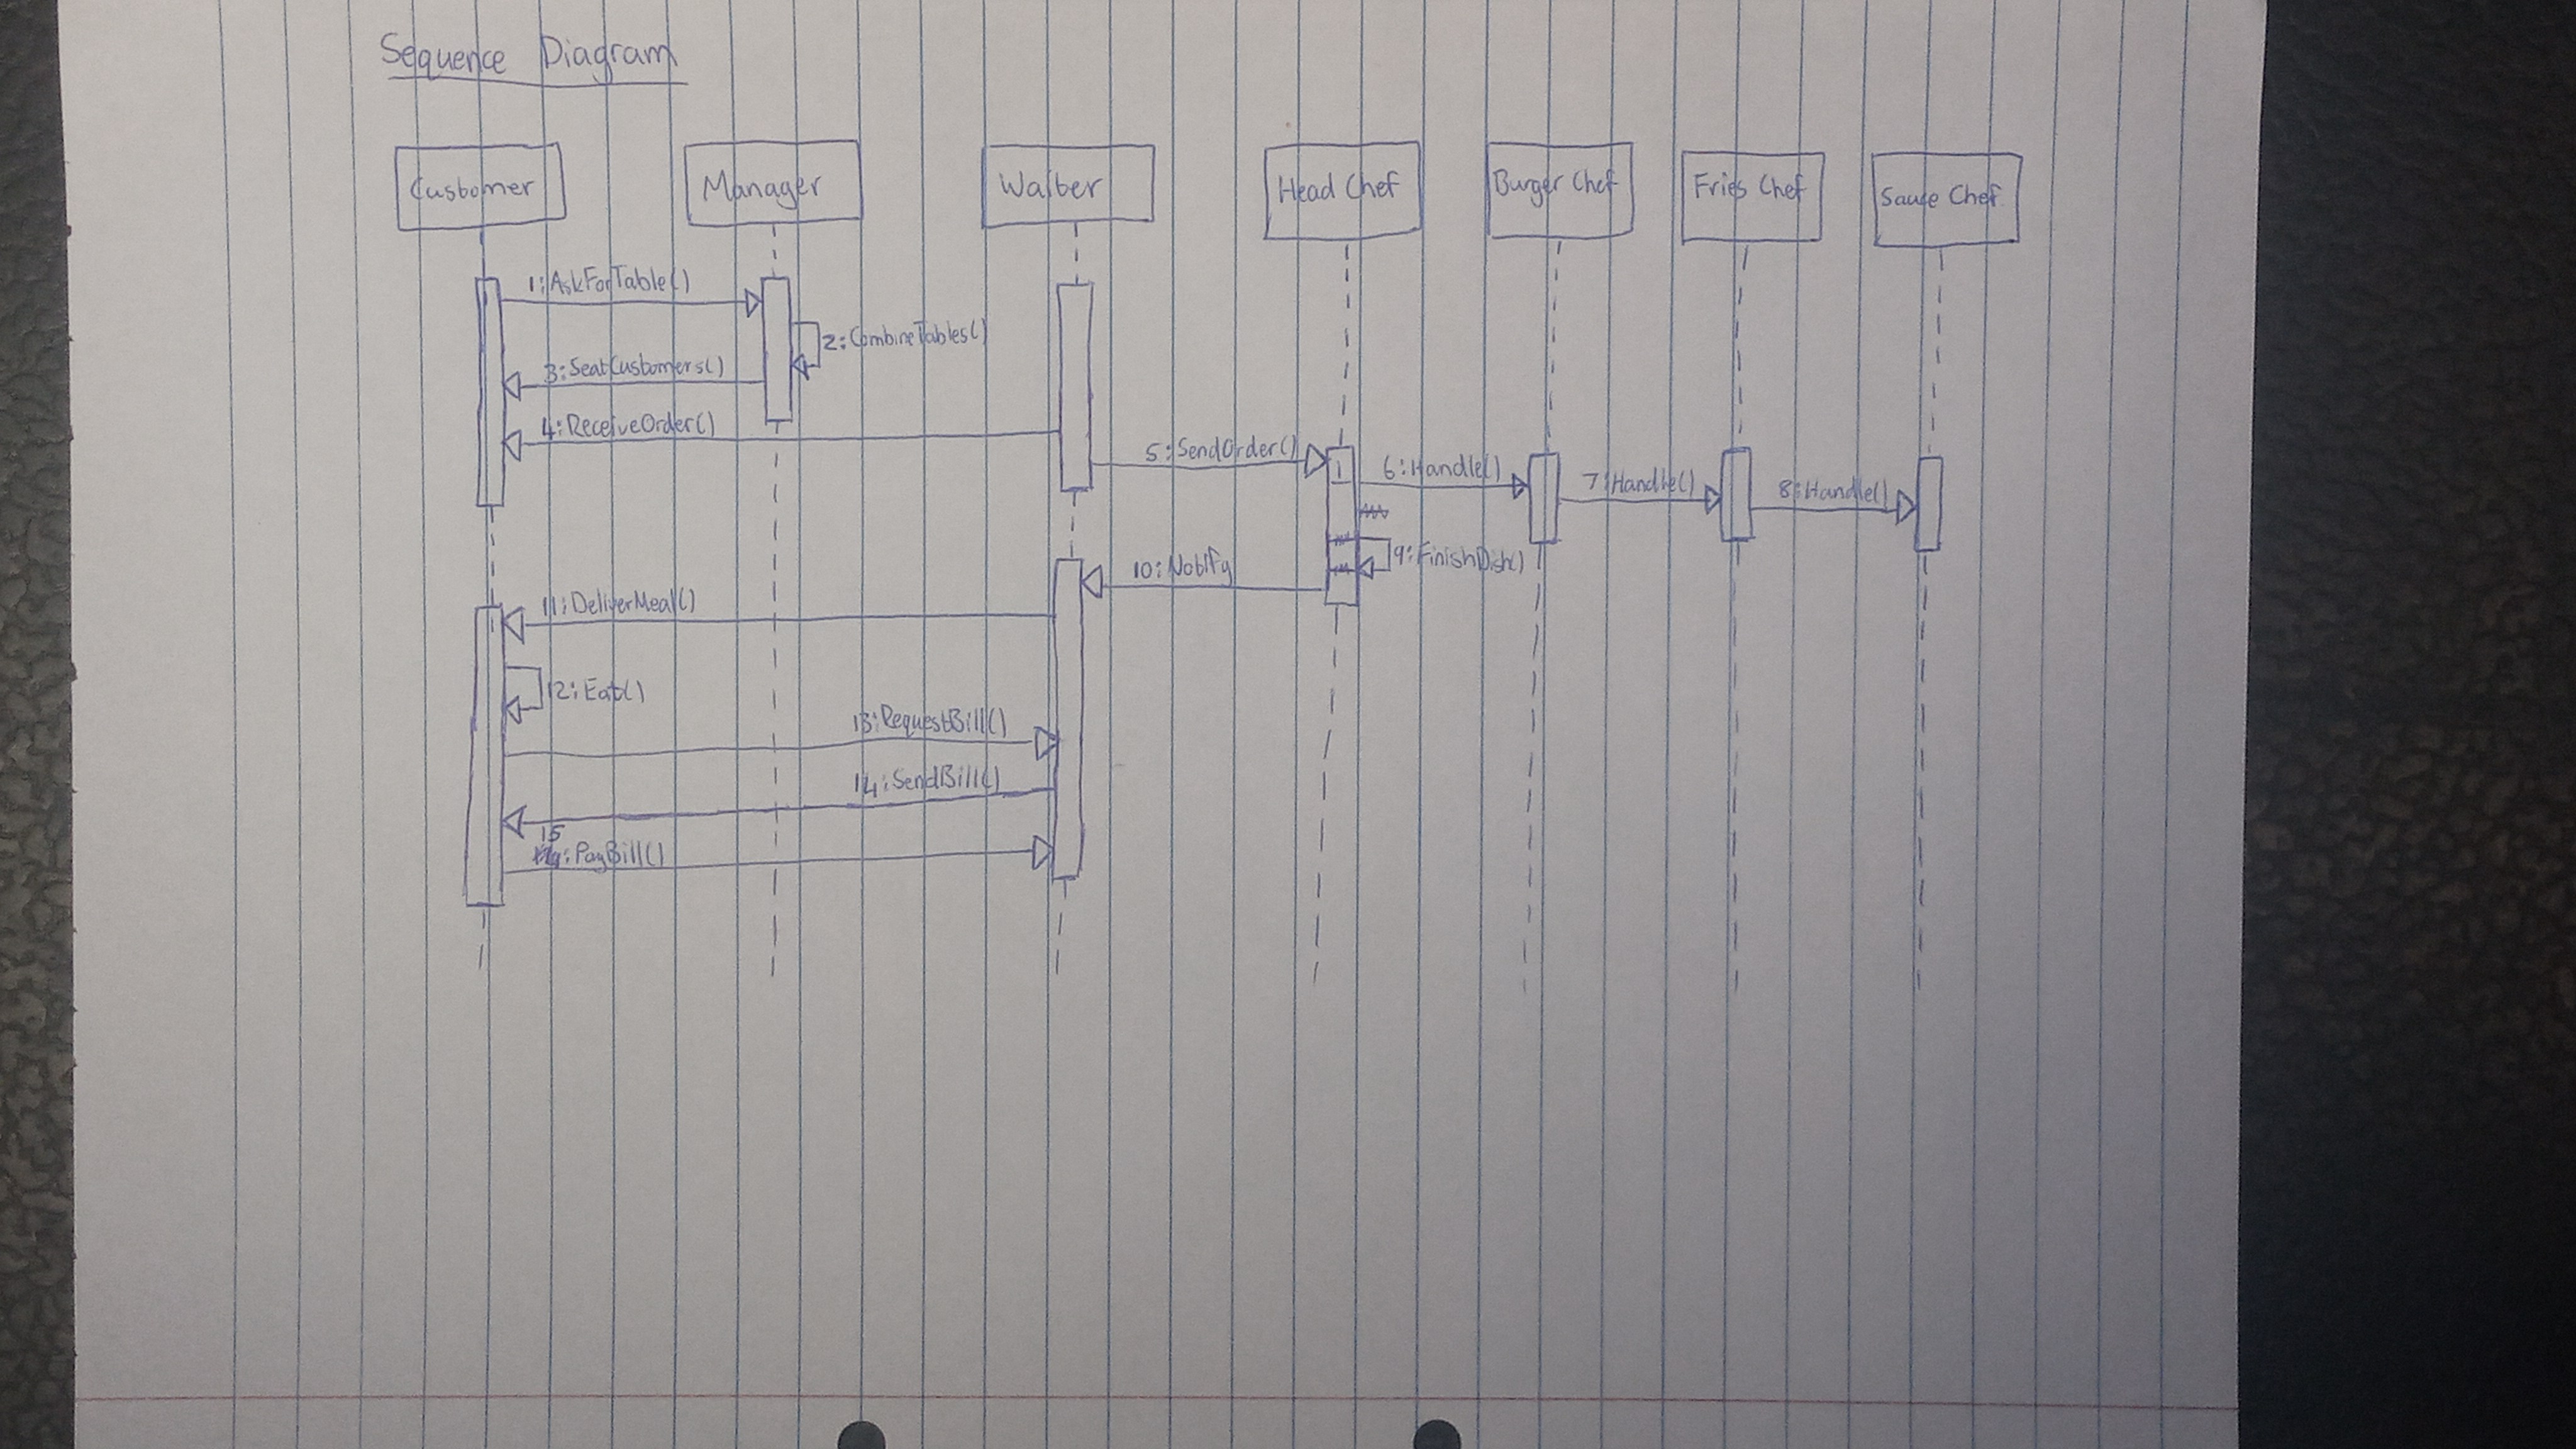 Sequence Diagram
Customer
Manager
Waiter
Head Chef
Burger Chef
Fries Chef
Sauce Chef
1:AskForTable()
2:CombineTables()
3:SeatCustomers()
4:ReceiveOrder()
5:SendOrder()
6:Handle()
7:Handle()
8:Handle()
9:FinishDish()
10:Notify
11:DeliverMeal()
12:Eat()
13:RequestBill()
14:SendBill()
15:PayBill()